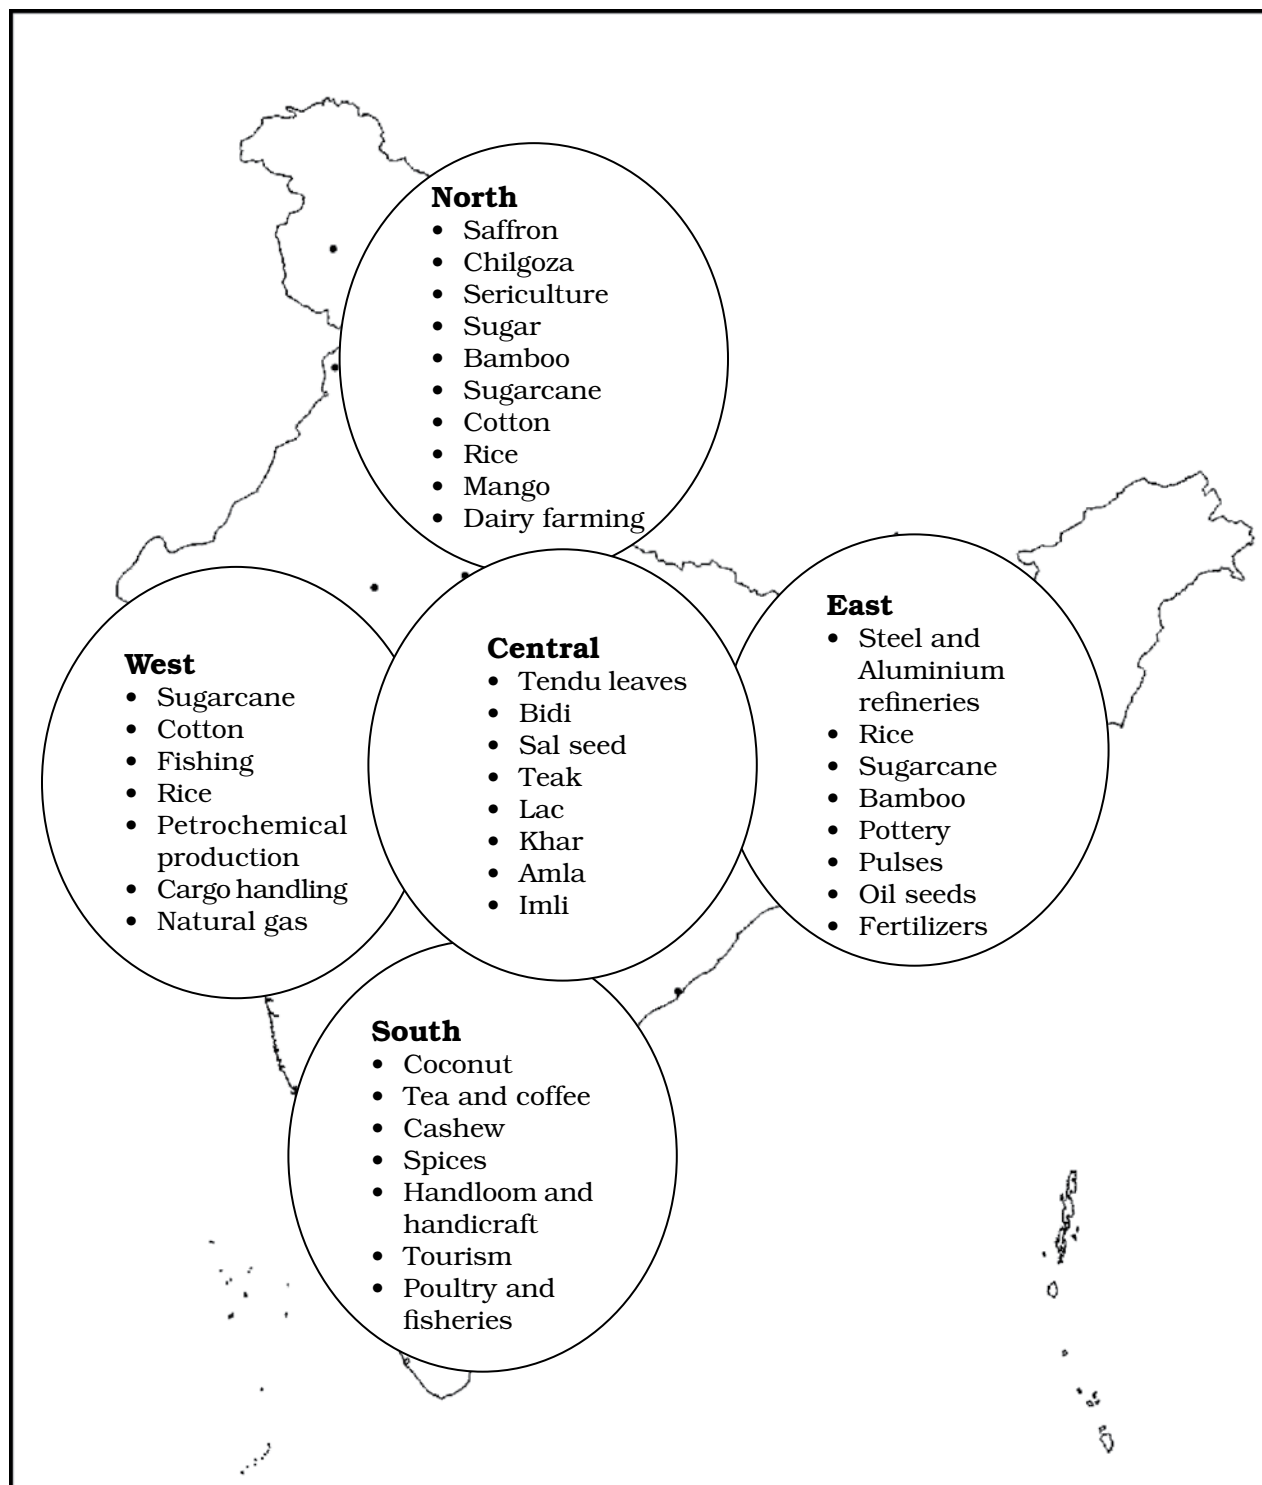 North
• Saffron
• Chilgoza
• Sericulture
• Sugar
• Bamboo
• Sugarcane
• Cotton
• Rice
• Mango
• Dairy farming
West
• Sugarcane
• Cotton
• Fishing
• Rice
• Petrochemical
production
• Cargo handling
• Natural gas
Central
• Tendu leaves
• Bidi
• Sal seed
• Teak
• Lac
• Khar
• Amla
• Imli
East
• Steel and
Aluminium
refineries
• Rice
• Sugarcane
• Bamboo
• Pottery
• Pulses
• Oil seeds
• Fertilizers
South
• Coconut
• Tea and coffee
• Cashew
• Spices
• Handloom and
handicraft
• Tourism
• Poultry and
fisheries